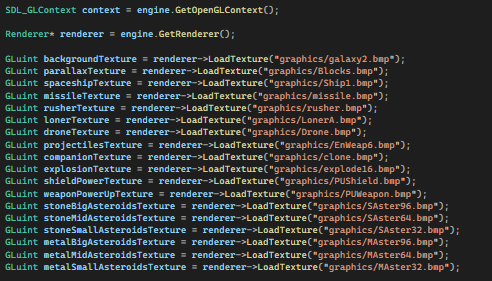 SDL_GLContext context = engine.GetOpenGLContext();
Renderer* renderer = engine.GetRenderer();
GLuint backgroundTexture = renderer->LoadTexture("graphics/galaxy2.bmp");
GLuint parallaxTexture = renderer->LoadTexture("graphics/Blocks.bmp");
GLuint spaceshipTexture = renderer->LoadTexture("graphics/Ship1.bmp");
GLuint missileTexture = renderer->LoadTexture("graphics/missile.bmp");
GLuint rusherTexture = renderer->LoadTexture("graphics/rusher.bmp");
GLuint lonerTexture = renderer->LoadTexture("graphics/LonerA.bmp");
GLuint droneTexture = renderer->LoadTexture("graphics/Drone.bmp");
GLuint projectilesTexture = renderer->LoadTexture("graphics/EnWeap6.bmp");
GLuint companionTexture = renderer->LoadTexture("graphics/clone.bmp");
GLuint explosionTexture = renderer->LoadTexture("graphics/explode16.bmp");
GLuint shieldPowerTexture = renderer->LoadTexture("graphics/PUShield.bmp");
GLuint weaponPowerUpTexture = renderer->LoadTexture("graphics/PUWeapon.bmp");
GLuint stoneBigAsteroidsTexture = renderer->LoadTexture("graphics/SAster96.bmp");
GLuint stoneMidAsteroidsTexture = renderer->LoadTexture("graphics/SAster64.bmp");
GLuint stoneSmallAsteroidsTexture = renderer->LoadTexture("graphics/SAster32.bmp");
GLuint metalBigAsteroidsTexture = renderer->LoadTexture("graphics/MAster96.bmp");
GLuint metalMidAsteroidsTexture = renderer->LoadTexture("graphics/MAster64.bmp");
GLuint metalSmallAsteroidsTexture = renderer->LoadTexture("graphics/MAster32.bmp");